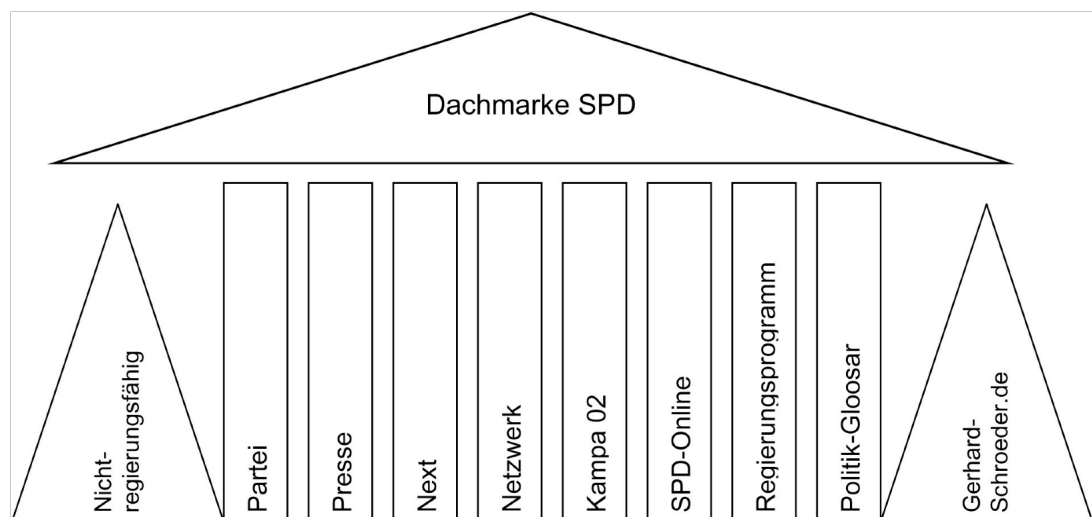 Dachmarke SPD
Nicht-
regierungsfähig
Partei
Presse
Next
Netzwerk
Kampa 02
SPD-Online
Regierungsprogramm
Politik-Gloosar
Gerhard-
Schroeder.de